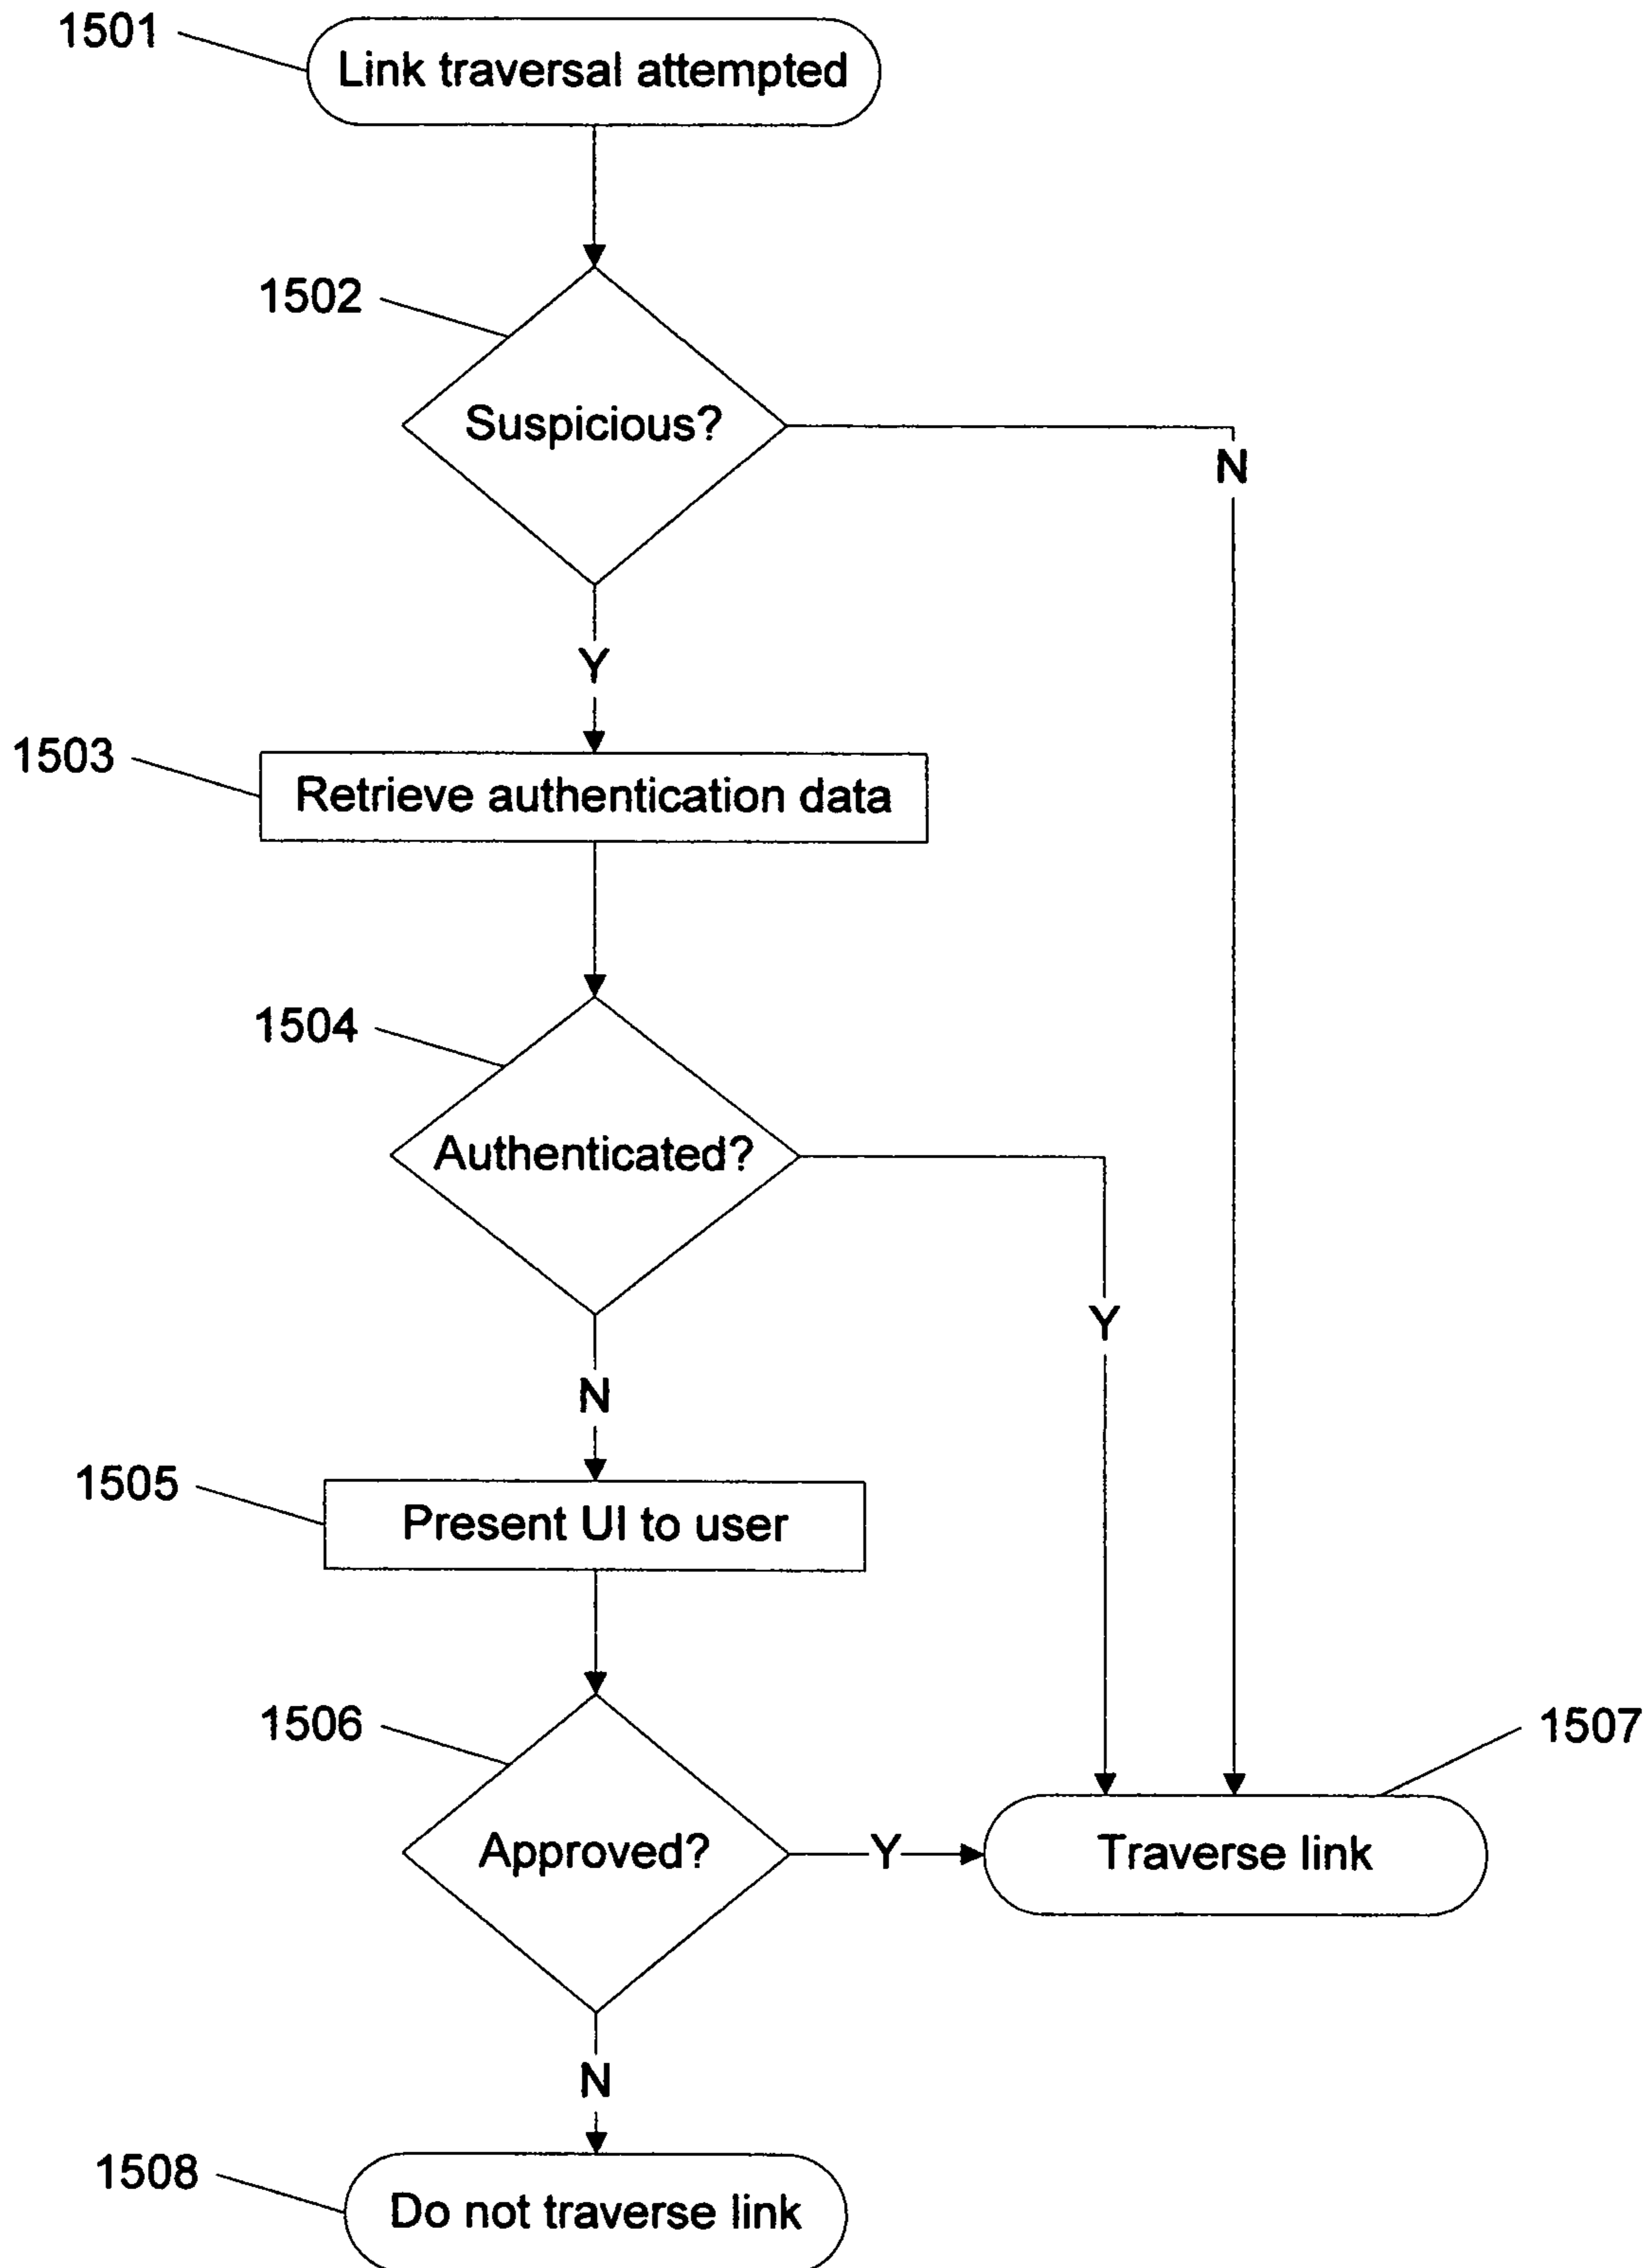 1501
Link traversal attempted
1502
Suspicious?
N
Y
1503
Retrieve authentication data
1504
Authenticated?
Y
N
1505
Present UI to user
1506
1507
Approved?
Y
Traverse link
N
1508
Do not traverse link